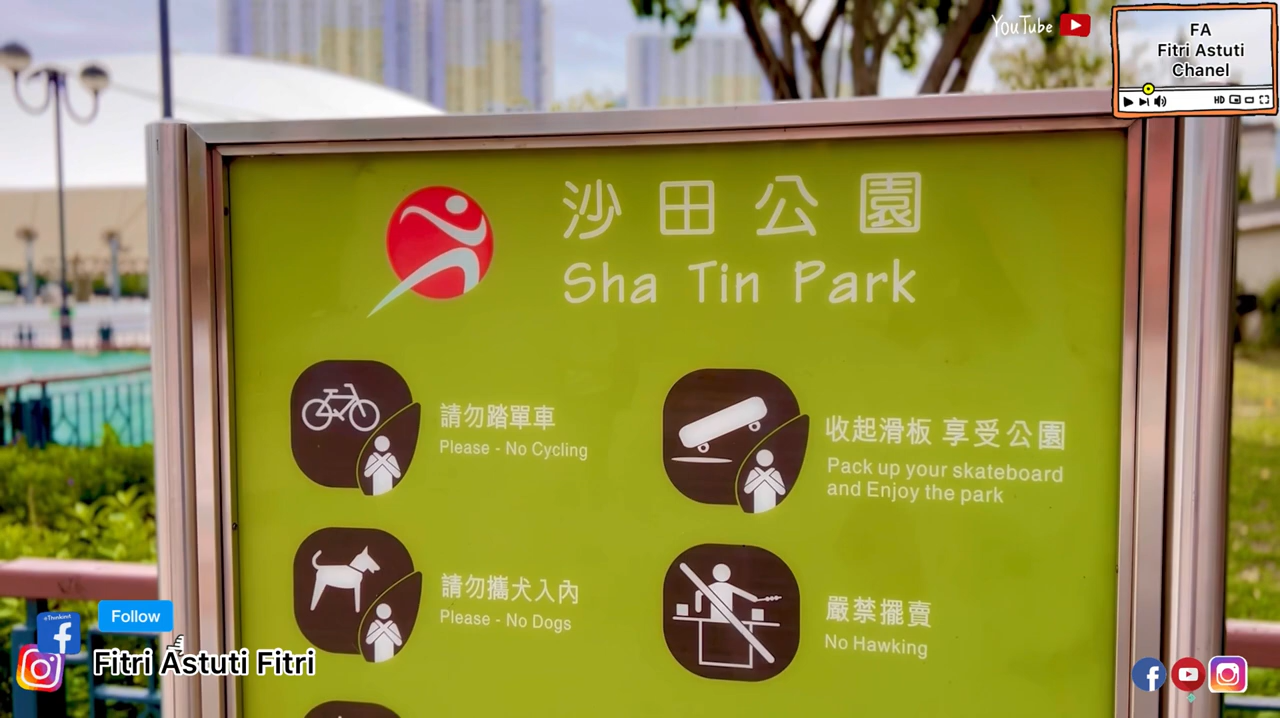 YouTube
FA
Fitri Astuti
Chanel
HD
沙田公園
Sha Tin Park
請勿踏單車
Please - No Cycling
收起滑板 享受公園
Pack up your skateboard
and Enjoy the park
請勿攜犬入內
Please - No Dogs
嚴禁擺賣
No Hawking
Follow
Fitri Astuti Fitri